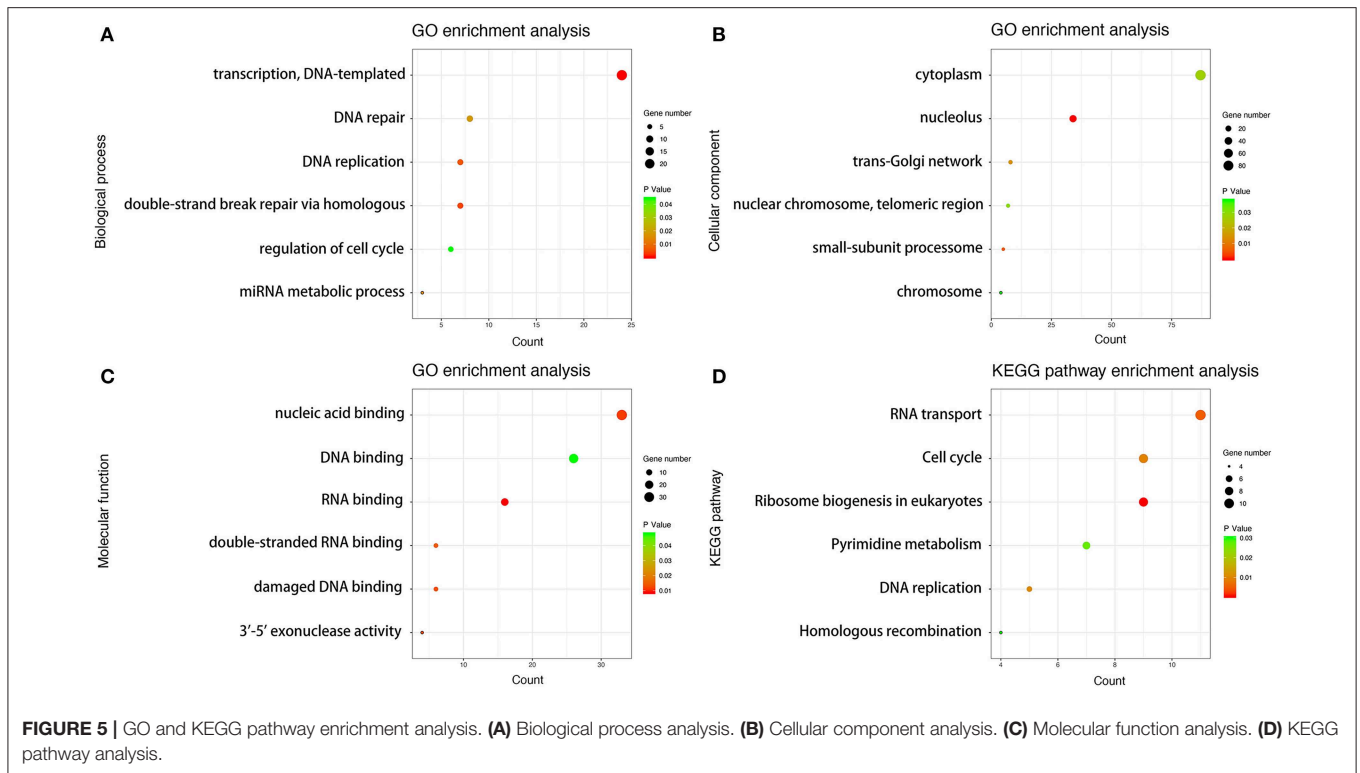 A
GO enrichment analysis
Biological process
transcription, DNA-templated
DNA repair
DNA replication
double-strand break repair via homologous
regulation of cell cycle
miRNA metabolic process
5
10
15
20
25
Count
Gene number
5
10
15
20
P Value
0.04
0.03
0.02
0.01
B
GO enrichment analysis
Cellular component
cytoplasm
nucleolus
trans-Golgi network
nuclear chromosome, telomeric region
small-subunit processome
chromosome
0
25
50
75
Count
Gene number
20
40
60
80
P Value
0.03
0.02
0.01
C
GO enrichment analysis
Molecular function
nucleic acid binding
DNA binding
RNA binding
double-stranded RNA binding
damaged DNA binding
3′-5′ exonuclease activity
10
20
30
Count
Gene number
10
20
30
P Value
0.04
0.03
0.02
0.01
D
KEGG pathway enrichment analysis
KEGG pathway
RNA transport
Cell cycle
Ribosome biogenesis in eukaryotes
Pyrimidine metabolism
DNA replication
Homologous recombination
4
6
8
10
Count
Gene number
4
6
8
10
P Value
0.03
0.02
0.01
FIGURE 5 | GO and KEGG pathway enrichment analysis. (A) Biological process analysis. (B) Cellular component analysis. (C) Molecular function analysis. (D) KEGG
pathway analysis.